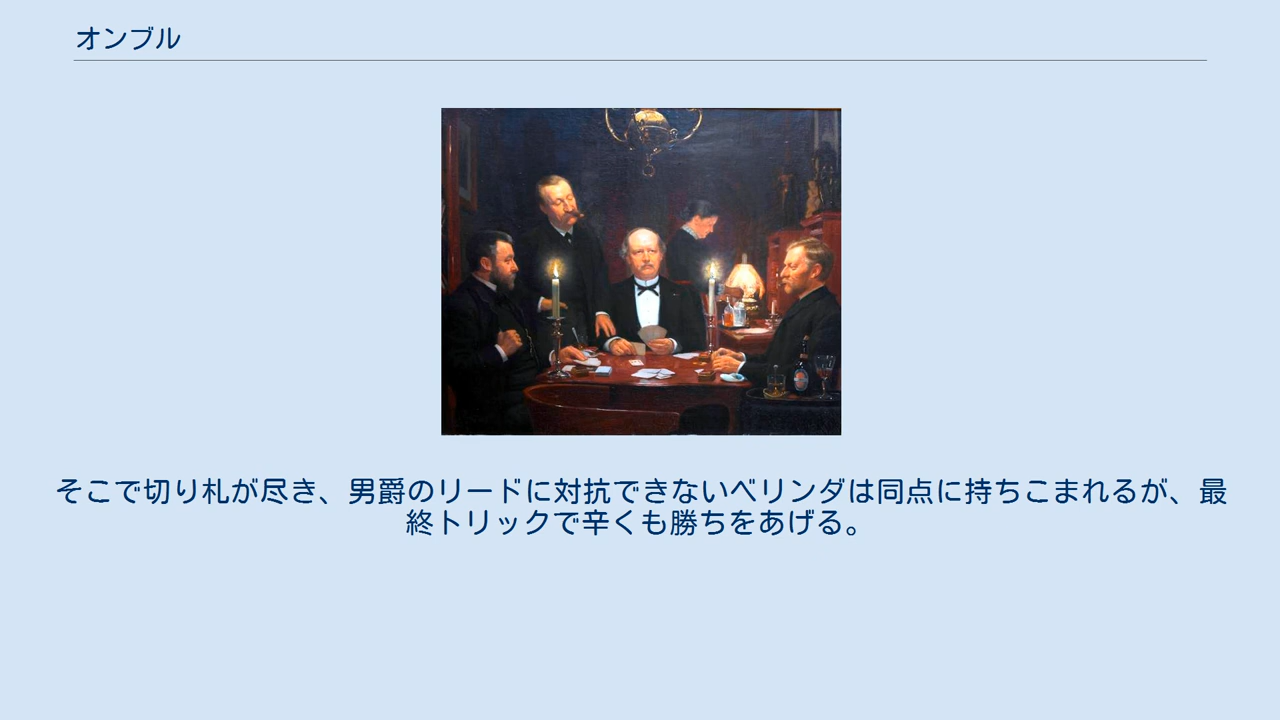 オンブル
そこで切り札が尽き、男爵のリードに対抗できないベリンダは同点に持ちこまれるが、最
終トリックで辛くも勝ちをあげる。